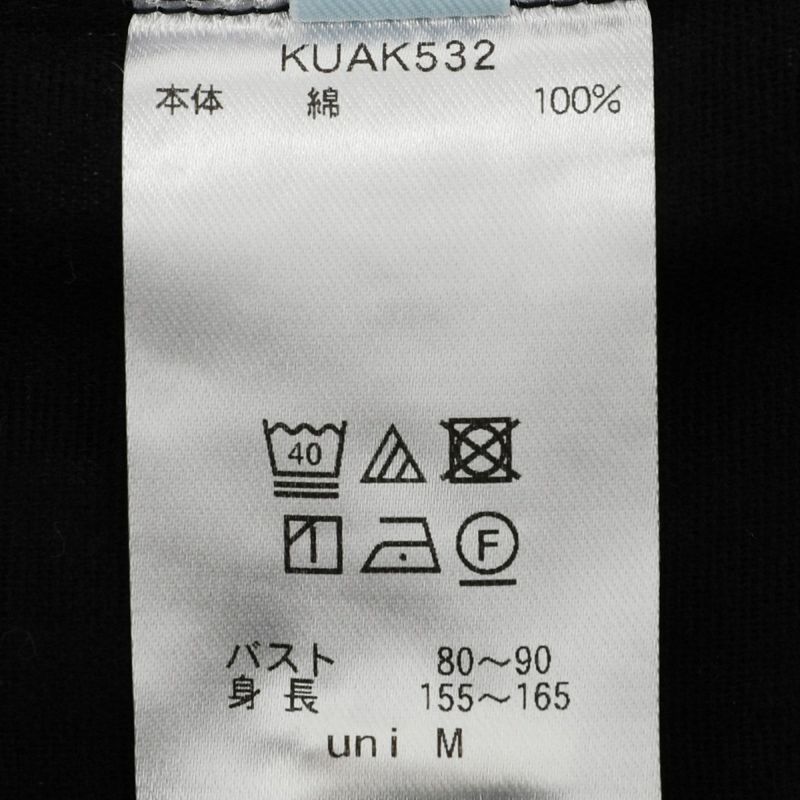 KUAK532
本体 綿 100%
40
F
バスト 80～90
身長 155～165
uni M